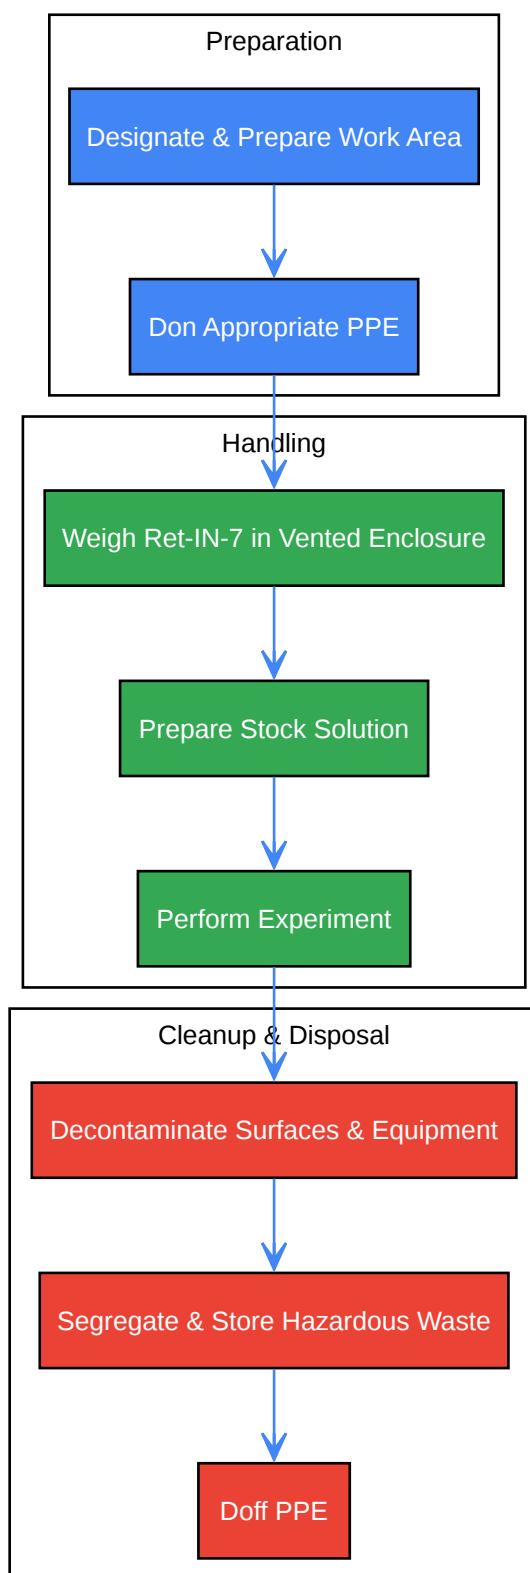 Preparation
Designate & Prepare Work Area
Don Appropriate PPE
Handling
Weigh Ret-IN-7 in Vented Enclosure
Prepare Stock Solution
Perform Experiment
Cleanup & Disposal
Decontaminate Surfaces & Equipment
Segregate & Store Hazardous Waste
Doff PPE